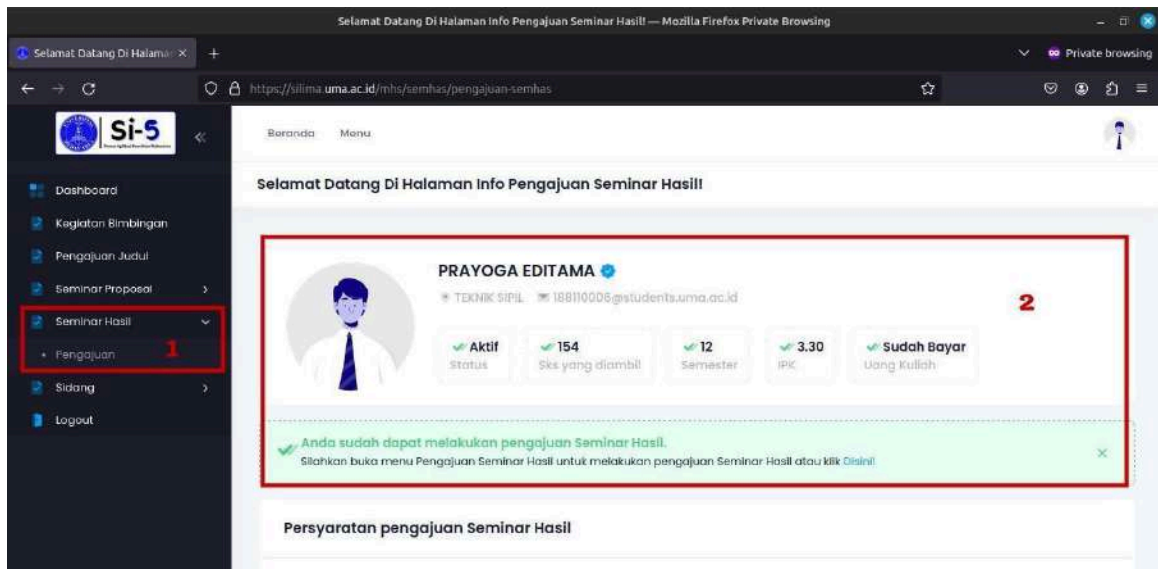 Selamat Datang Di Halaman Info Pengajuan Seminar Hasil! — Mozilla Firefox Private Browsing
Selamat Datang Di Halaman
Private browsing
https://silima.uma.ac.id/mhs/semhas/pengajuan-semhas
Si-5
Beranda Menu
Selamat Datang Di Halaman Info Pengajuan Seminar Hasil!
Dashboard
Kegiatan Bimbingan
Pengajuan Judul
Seminar Proposal
Seminar Hasil
Pengajuan 1
Sidang
Logout
PRAYOGA EDITAMA
TEKNIK SIPIL 188110006@students.uma.ac.id
2
Aktif 154 12 3.30 Sudah Bayar
Status Sks yang diambil Semester IPK Uang Kuliah
Anda sudah dapat melakukan pengajuan Seminar Hasil.
Silahkan buka menu Pengajuan Seminar Hasil untuk melakukan pengajuan Seminar Hasil atau klik Disini!
Persyaratan pengajuan Seminar Hasil